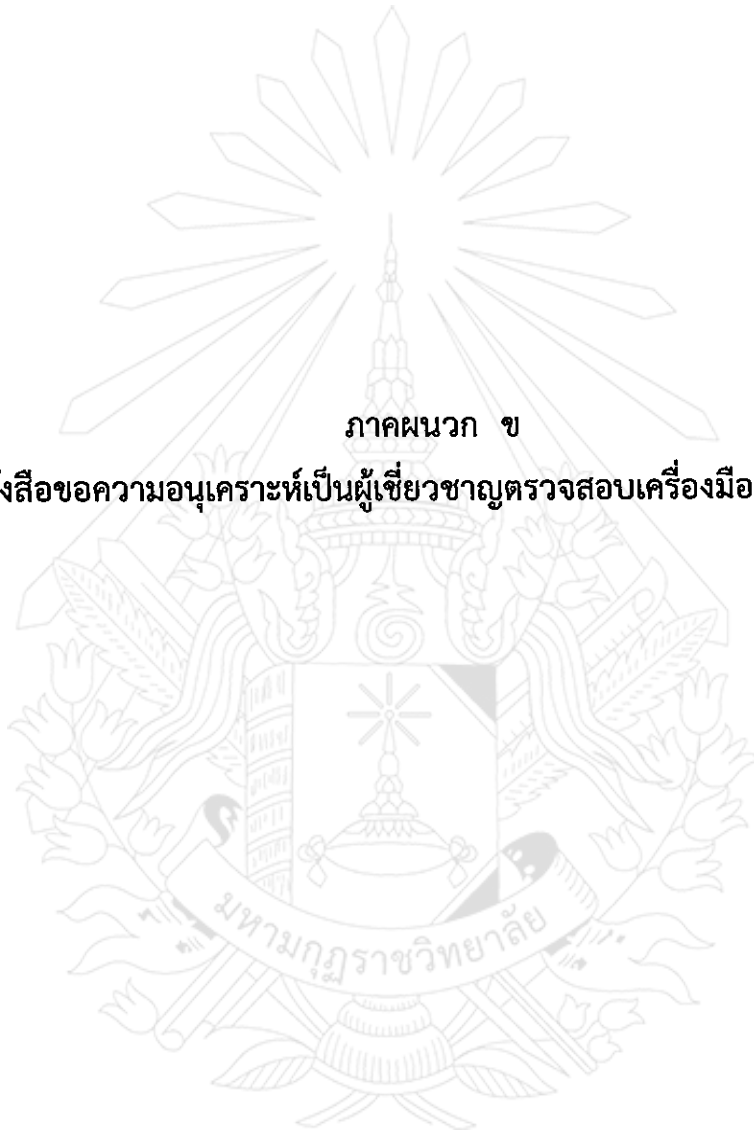 ภาคผนวก ข
งสือขอความอนุเคราะห์เป็นผู้เชี่ยวชาญตรวจสอบเครื่องมือ
มหามกุฏราชวิทยาลัย